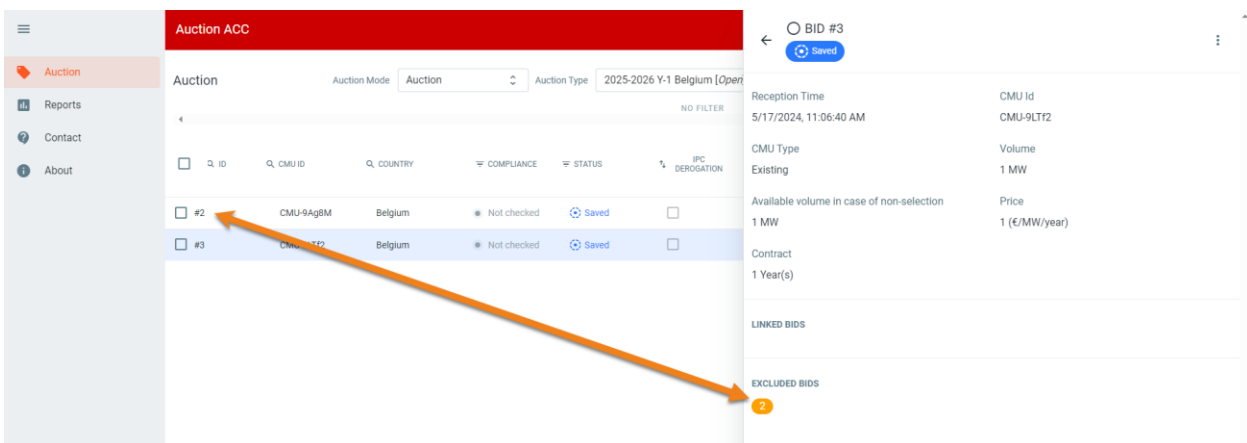 Auction ACC
Auction
Reports
Contact
About
Auction
Auction Mode
Auction
Auction Type
2025-2026 Y-1 Belgium [Open
NO FILTER
ID
CMU ID
COUNTRY
COMPLIANCE
STATUS
IPC
DEROGATION
#2
CMU-9Ag8M
Belgium
Not checked
Saved
#3
Belgium
Not checked
Saved
BID #3
Saved
Reception Time
5/17/2024, 11:06:40 AM
CMU Id
CMU-9LTf2
CMU Type
Existing
Volume
1 MW
Available volume in case of non-selection
1 MW
Price
1 (€/MW/year)
Contract
1 Year(s)
LINKED BIDS
EXCLUDED BIDS
2